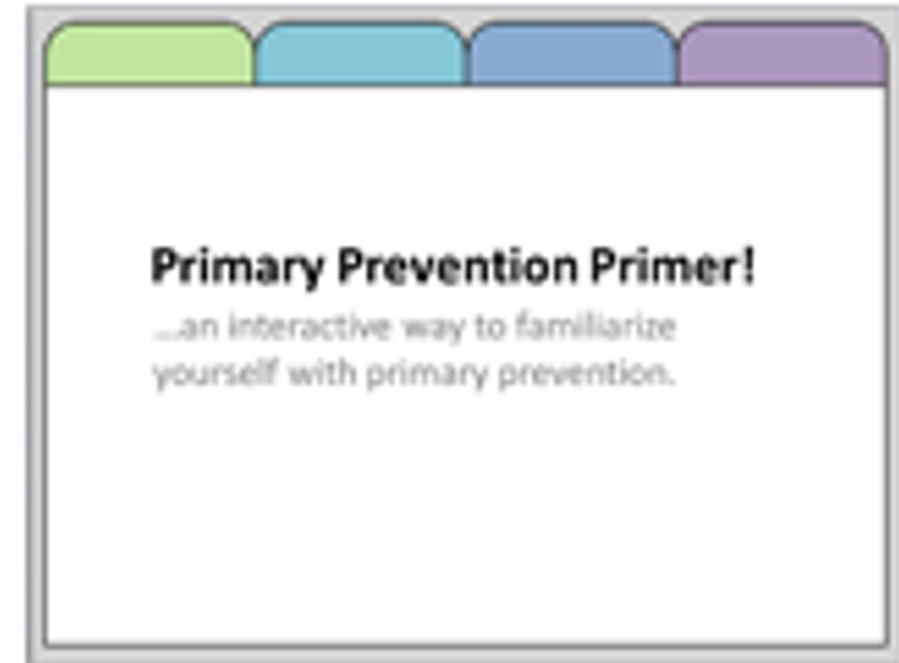 Primary Prevention Primer!
...an interactive way to familiarize
yourself with primary prevention.